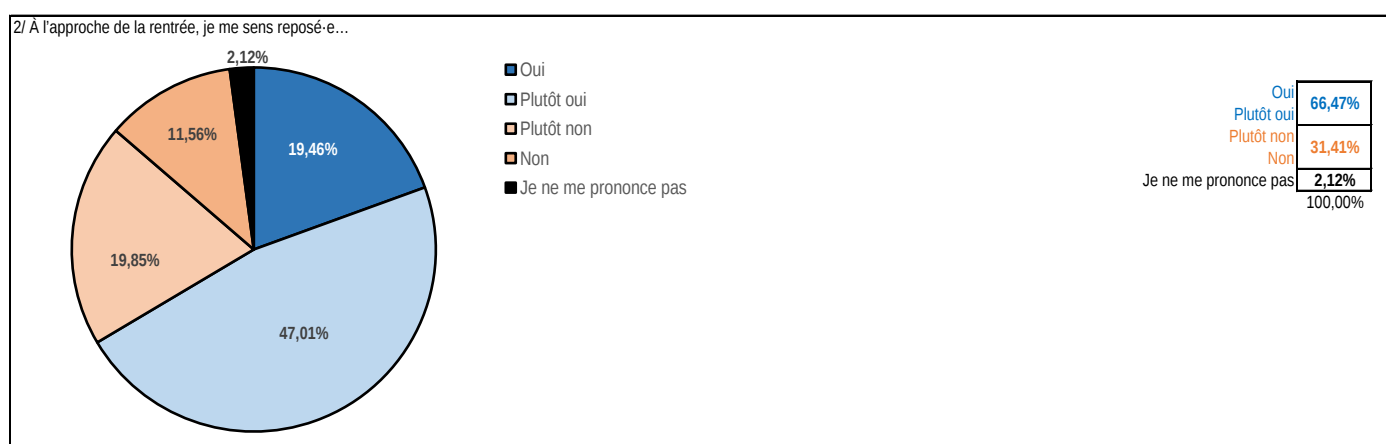 2/ À l’approche de la rentrée, je me sens reposé·e…
2,12%
11,56%
19,46%
19,85%
47,01%
Oui
Plutôt oui
Plutôt non
Non
Je ne me prononce pas
Oui
Plutôt oui
66,47%
Plutôt non
Non
31,41%
Je ne me prononce pas 2,12%
100,00%